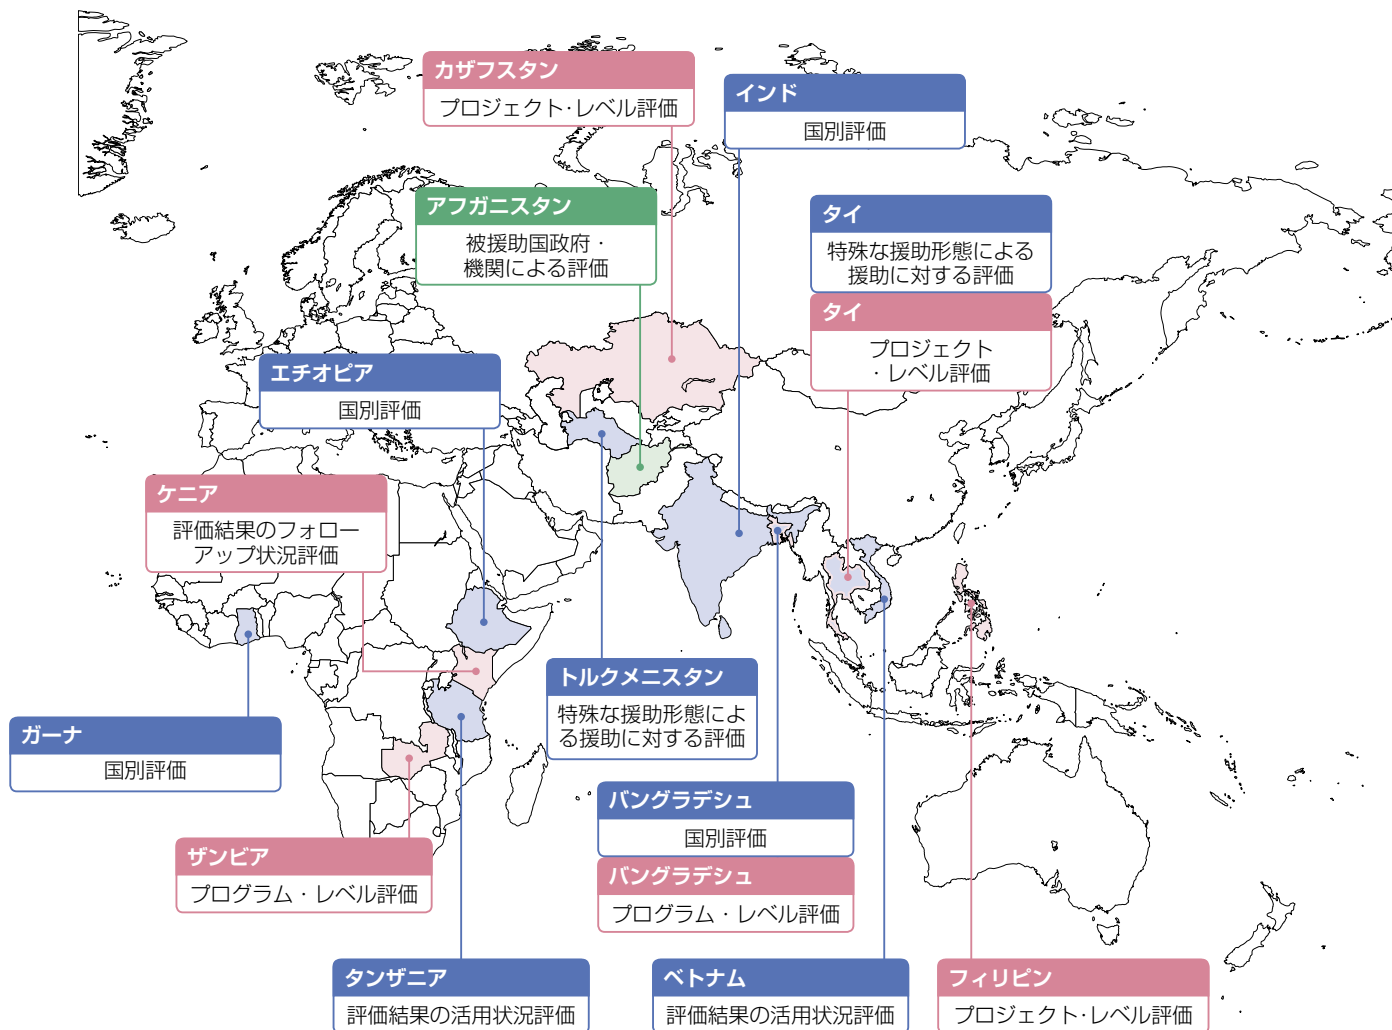 カザフスタン
プロジェクト・レベル評価
インド
国別評価
アフガニスタン
被援助国政府・
機関による評価
タイ
特殊な援助形態による
援助に対する評価
タイ
プロジェクト
・レベル評価
エチオピア
国別評価
ケニア
評価結果のフォロー
アップ状況評価
トルクメニスタン
特殊な援助形態によ
る援助に対する評価
ガーナ
国別評価
バングラデシュ
国別評価
バングラデシュ
プログラム・レベル評価
ザンビア
プログラム・レベル評価
タンザニア
評価結果の活用状況評価
ベトナム
評価結果の活用状況評価
フィリピン
プロジェクト・レベル評価